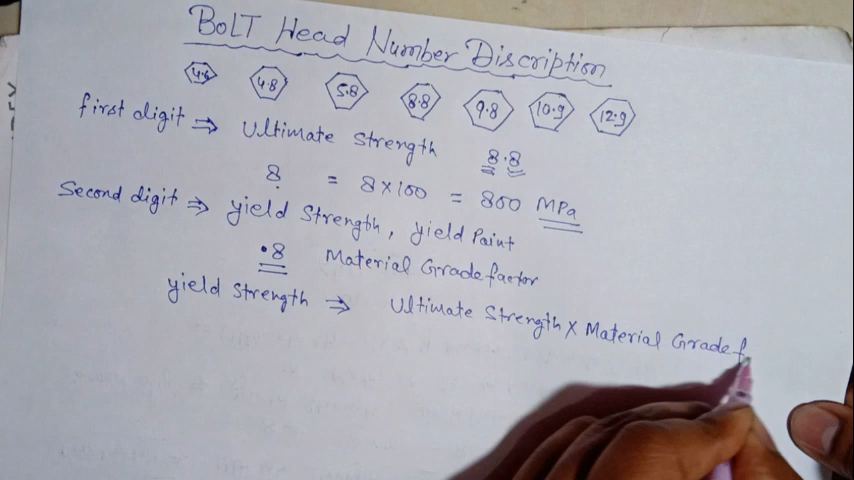 BoLT Head Number Discription
4.6 4.8 5.8 8.8 9.8 10.9 12.9
first digit ⇒ Ultimate Strength 8.8
8 = 8×100 = 800 MPa
Second digit ⇒ yield Strength, yield Point
.8 Material Grade factor
yield Strength ⇒ Ultimate Strength × Material Grade f